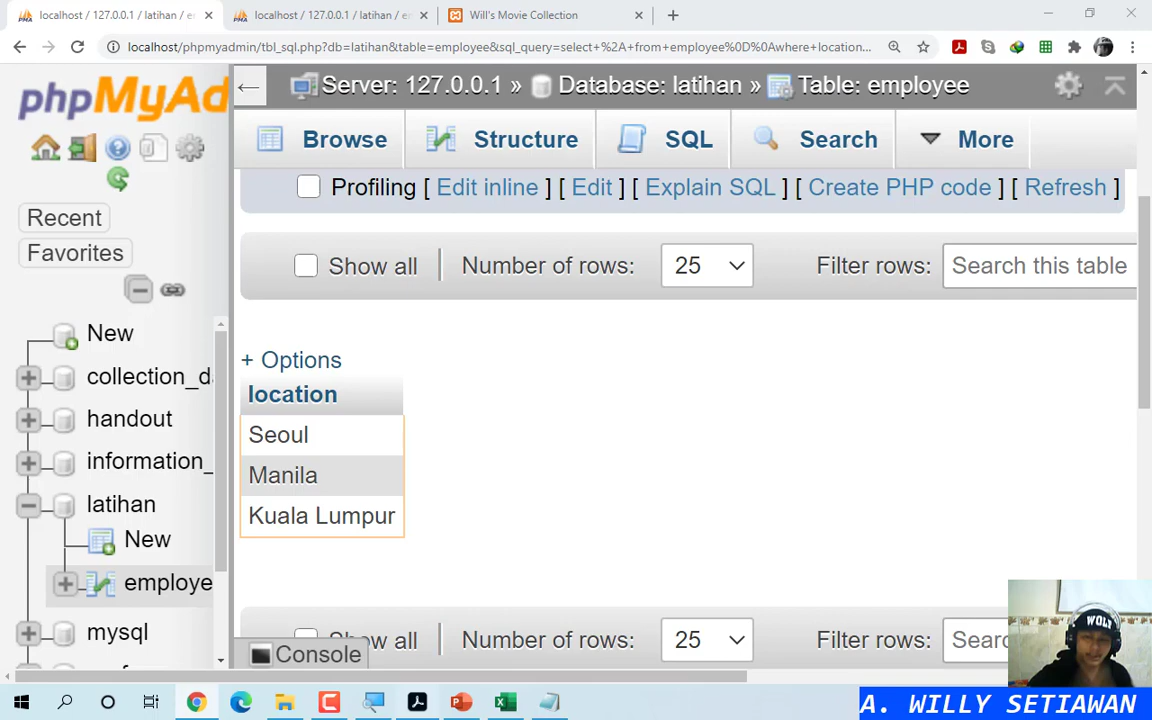 localhost / 127.0.0.1 / latihan / e
localhost / 127.0.0.1 / latihan / er
Will's Movie Collection
localhost/phpmyadmin/tbl_sql.php?db=latihan&table=employee&sql_query=select+%2A+from+employee%0D%0Awhere+location...
phpMyAd
Server: 127.0.0.1 » Database: latihan » Table: employee
Browse Structure SQL Search More
Profiling [ Edit inline ] [ Edit ] [ Explain SQL ] [ Create PHP code ] [ Refresh ]
Recent
Favorites
Show all Number of rows: 25 Filter rows: Search this table
New
collection_d
handout
information_
latihan
New
employe
mysql
+ Options
location
Seoul
Manila
Kuala Lumpur
Show all Number of rows: 25 Filter rows: Searc
Console
WOLV
A. WILLY SETIAWAN